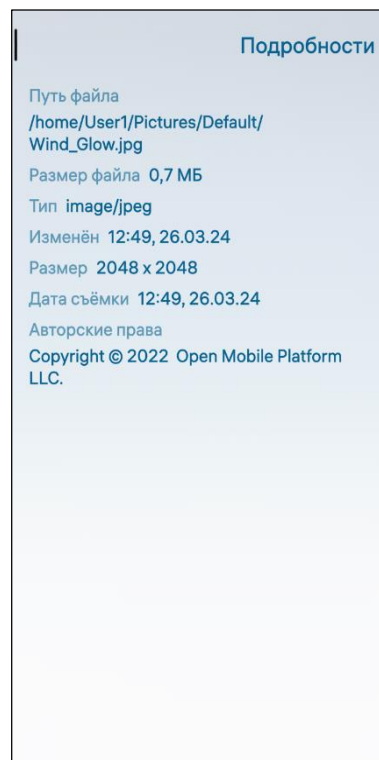 Подробности
Путь файла
/home/User1/Pictures/Default/
Wind_Glow.jpg
Размер файла 0,7 МБ
Тип image/jpeg
Изменён 12:49, 26.03.24
Размер 2048 x 2048
Дата съёмки 12:49, 26.03.24
Авторские права
Copyright © 2022 Open Mobile Platform
LLC.